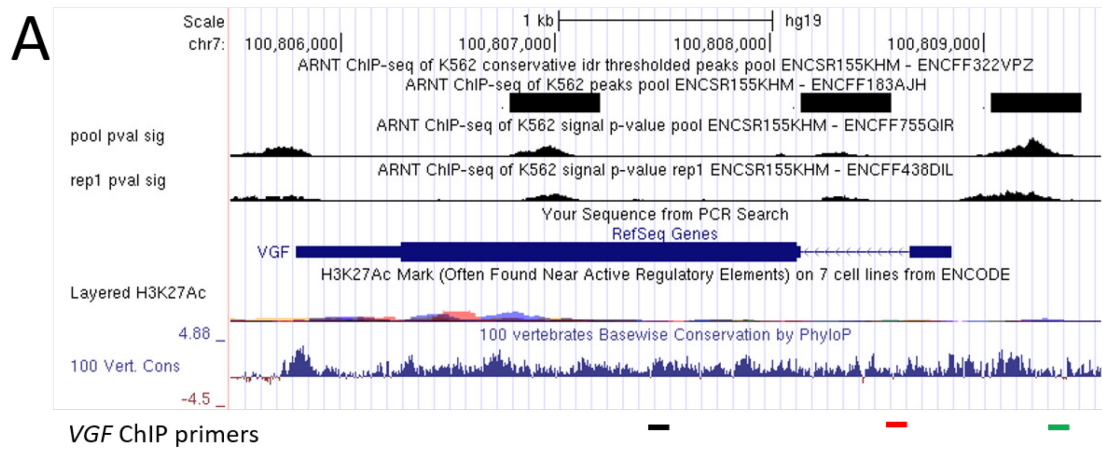 A
Scale 1 kb hg19
chr7: 100,806,000 100,807,000 100,808,000 100,809,000
ARNT ChIP-seq of K562 conservative idr thresholded peaks pool ENCSR155KHM - ENCFF322VPZ
ARNT ChIP-seq of K562 peaks pool ENCSR155KHM - ENCFF183AJH
ARNT ChIP-seq of K562 signal p-value pool ENCSR155KHM - ENCFF755QIR
pool pval sig
ARNT ChIP-seq of K562 signal p-value rep1 ENCSR155KHM - ENCFF438DIL
rep1 pval sig
Your Sequence from PCR Search
RefSeq Genes
VGF
H3K27Ac Mark (Often Found Near Active Regulatory Elements) on 7 cell lines from ENCODE
Layered H3K27Ac
4.88 _ 100 vertebrates Basewise Conservation by PhyloP
100 Vert. Cons
-4.5 _
VGF ChIP primers